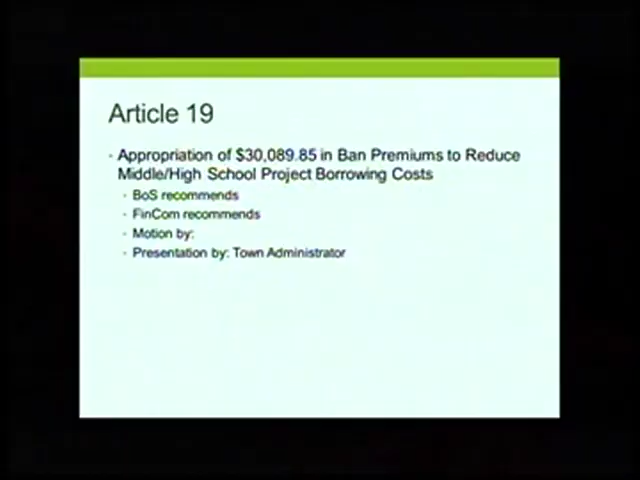 Article 19
· Appropriation of $30,089.85 in Ban Premiums to Reduce
Middle/High School Project Borrowing Costs
· BoS recommends
· FinCom recommends
· Motion by:
· Presentation by: Town Administrator